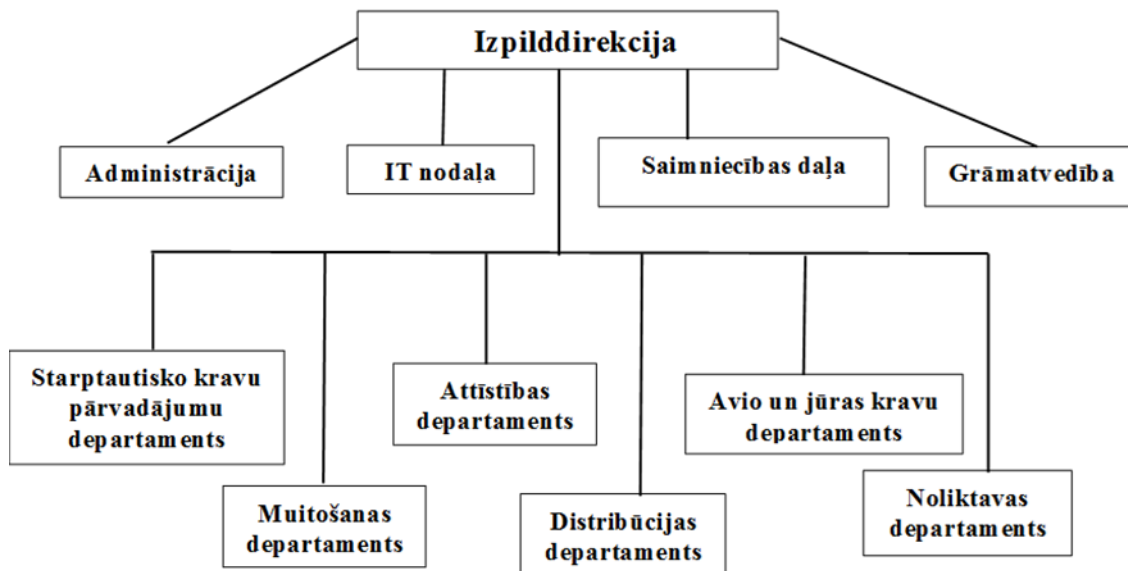 Izpilddirekcija
Administrācija
IT nodaļa
Saimniecības daļa
Grāmatvedība
Starptautisko kravu
pārvadājumu
departaments
Attīstības
departaments
Avio un jūras kravu
departaments
Muitošanas
departaments
Distribūcijas
departaments
Noliktavas
departaments